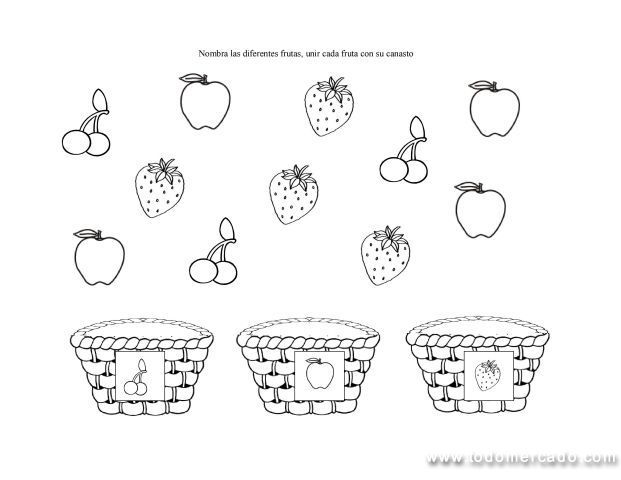 Nombra las diferentes frutas, unir cada fruta con su canasto
www.todomercado.com